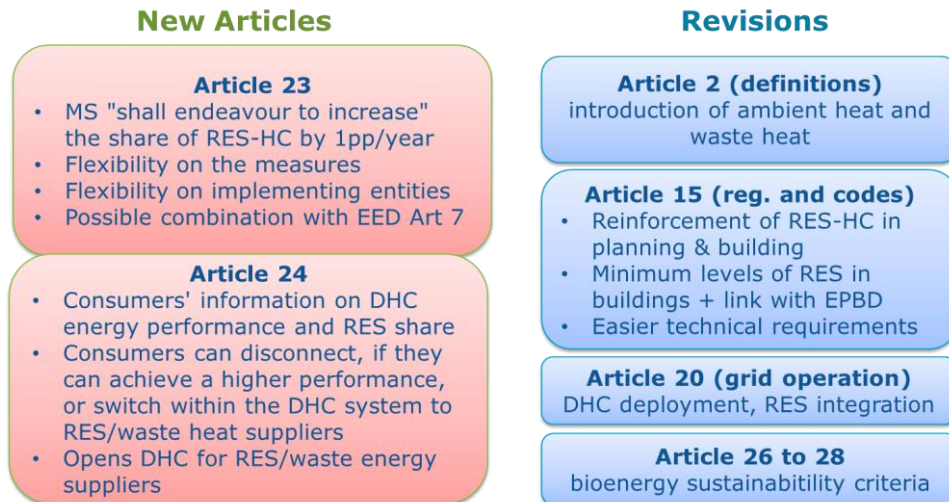 New Articles
Article 23
• MS "shall endeavour to increase"
the share of RES-HC by 1pp/year
• Flexibility on the measures
• Flexibility on implementing entities
• Possible combination with EED Art 7
Article 24
• Consumers' information on DHC
energy performance and RES share
• Consumers can disconnect, if they
can achieve a higher performance,
or switch within the DHC system to
RES/waste heat suppliers
• Opens DHC for RES/waste energy
suppliers
Revisions
Article 2 (definitions)
introduction of ambient heat and
waste heat
Article 15 (reg. and codes)
• Reinforcement of RES-HC in
planning & building
• Minimum levels of RES in
buildings + link with EPBD
• Easier technical requirements
Article 20 (grid operation)
DHC deployment, RES integration
Article 26 to 28
bioenergy sustainabitility criteria